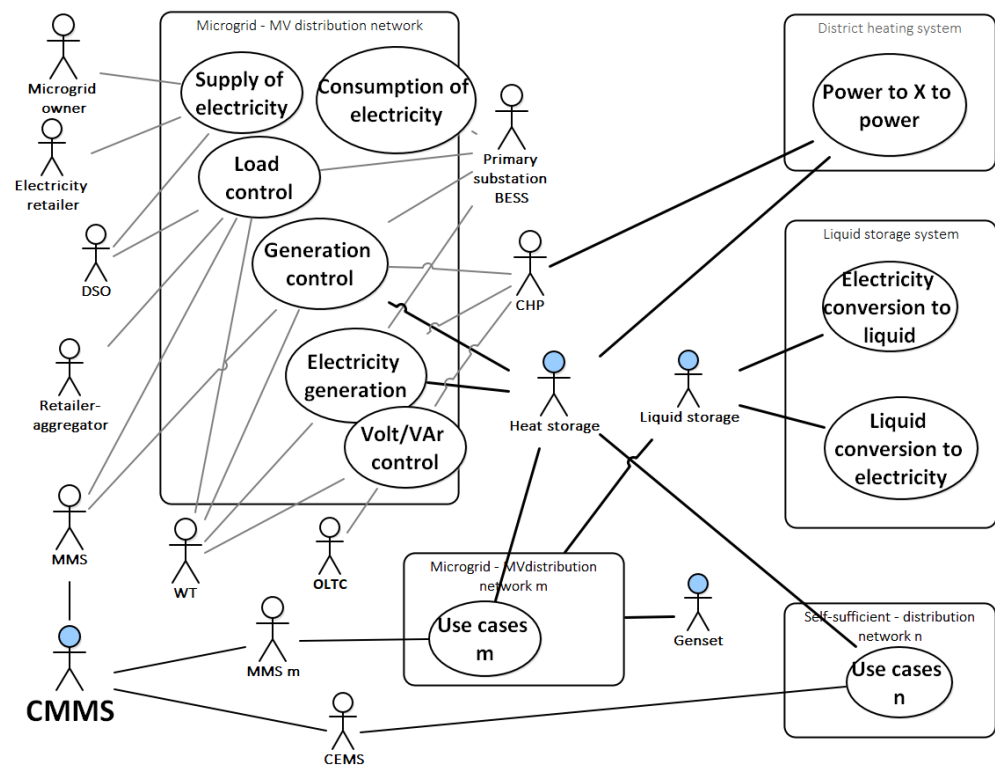 Microgrid - MV distribution network
District heating system
Microgrid
owner
Supply of
electricity
Consumption of
electricity
Power to X to
power
Electricity
retailer
Load
control
Primary
substation
BESS
Liquid storage system
DSO
Generation
control
CHP
Electricity
conversion to
liquid
Retailer-
aggregator
Electricity
generation
Heat storage
Liquid storage
Volt/VAr
control
Liquid
conversion to
electricity
MMS
WT
OLTC
Microgrid - MVdistribution
network m
Use cases
m
Genset
Self-sufficient - distribution
network n
Use cases
n
CMMS
MMS m
CEMS